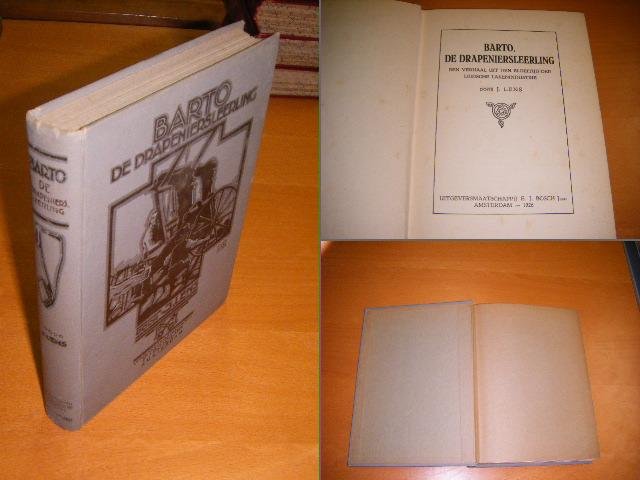 BARTO
DE DRAPENIERSLEERLING
BARTO
DE
DRAPENIERS-
LEERLING
BARTO,
DE DRAPENIERSLEERLING
EEN VERHAAL UIT DEN BLOEITIJD DER
LEIDSCHE LAKENINDUSTRIE
DOOR J. LENS
UITGEVERSMAATSCHAPPIJ E. J. BOSCH Jbzn
AMSTERDAM — 1926